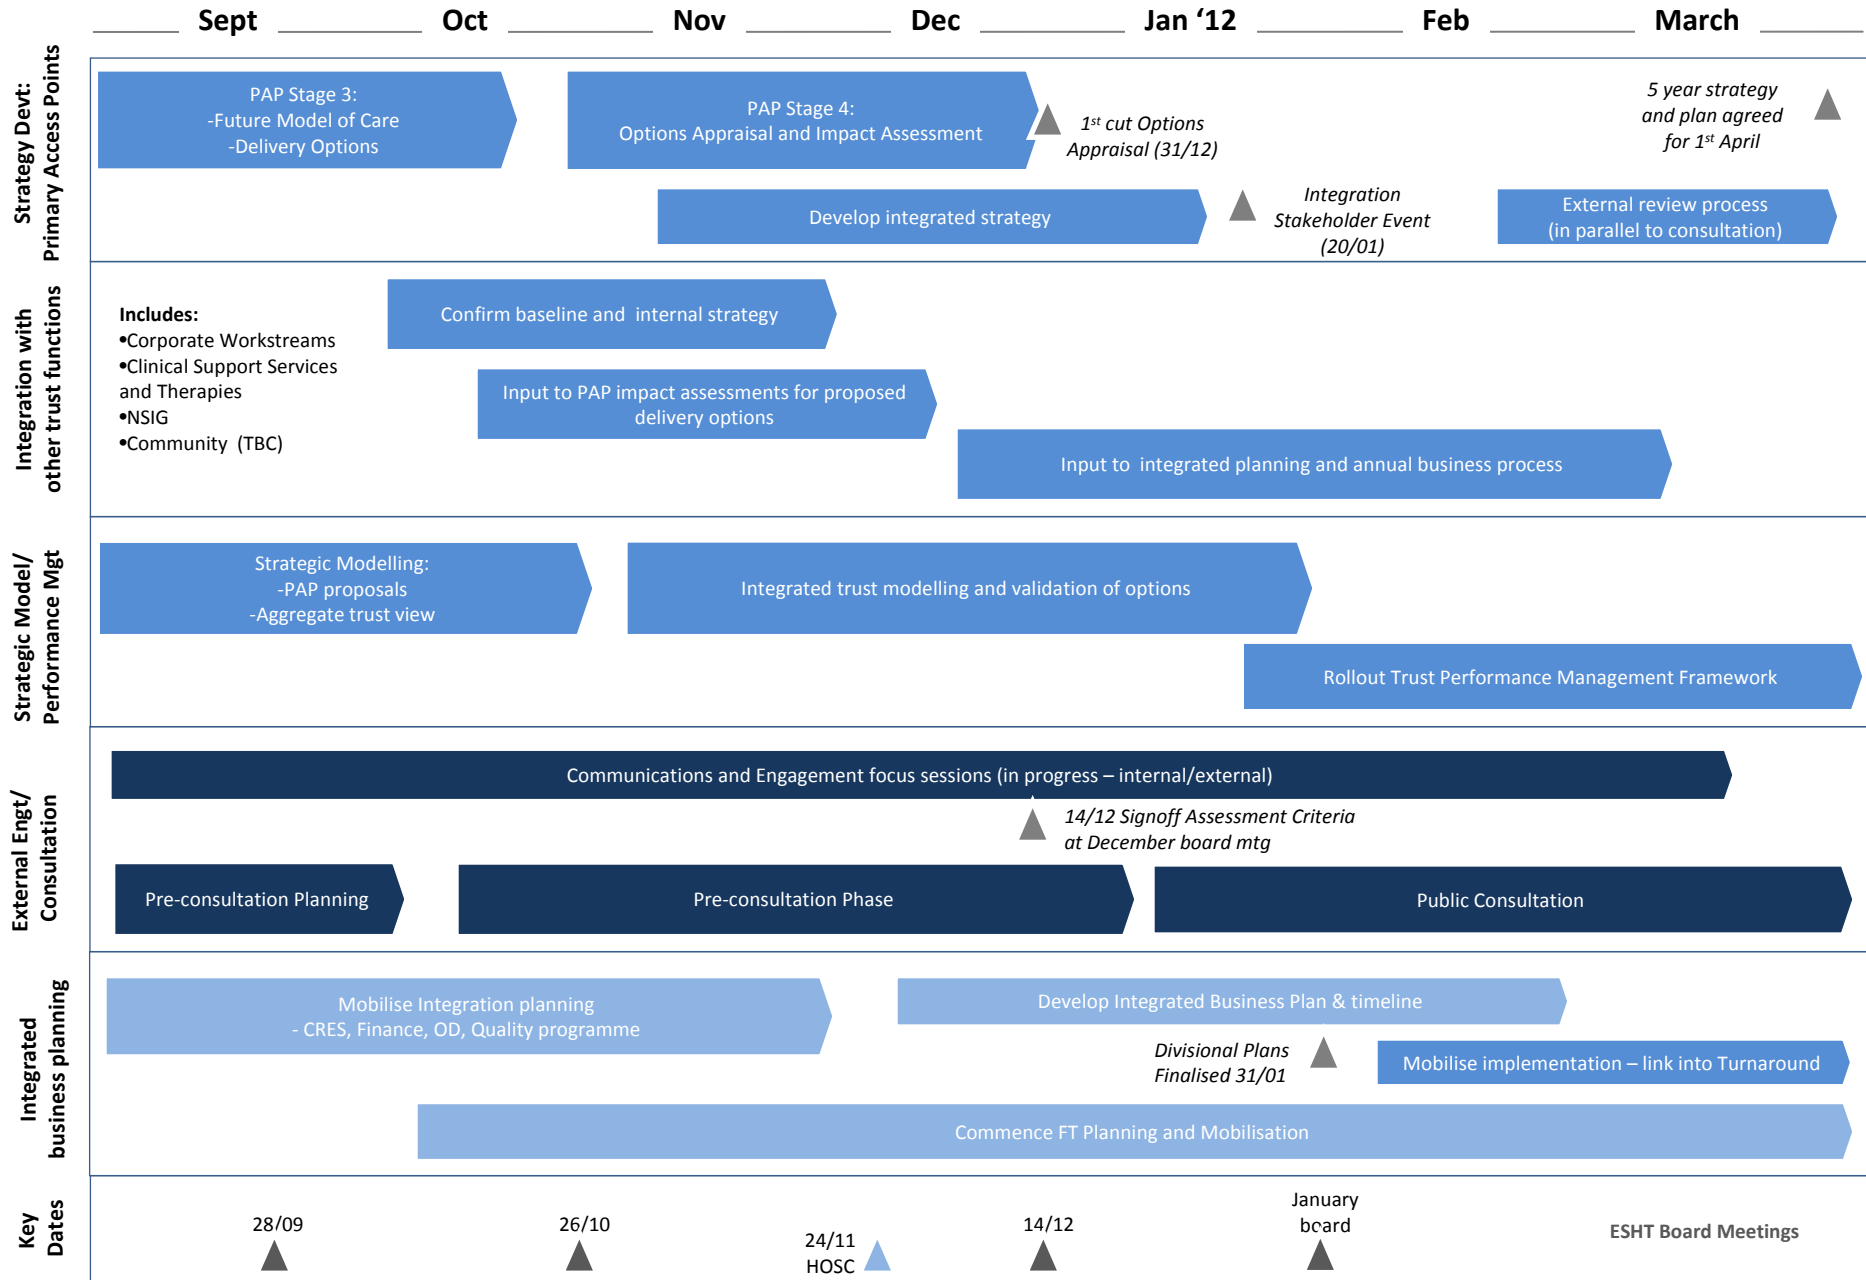 Sept Oct Nov Dec Jan ‘12 Feb March
Strategy Devt:
Primary Access Points
PAP Stage 3:
-Future Model of Care
-Delivery Options
PAP Stage 4:
Options Appraisal and Impact Assessment
1st cut Options
Appraisal (31/12)
5 year strategy
and plan agreed
for 1st April
Develop integrated strategy
Integration
Stakeholder Event
(20/01)
External review process
(in parallel to consultation)
Integration with
other trust functions
Includes:
•Corporate Workstreams
•Clinical Support Services
and Therapies
•NSIG
•Community (TBC)
Confirm baseline and internal strategy
Input to PAP impact assessments for proposed
delivery options
Input to integrated planning and annual business process
Strategic Model/
Performance Mgt
Strategic Modelling:
-PAP proposals
-Aggregate trust view
Integrated trust modelling and validation of options
Rollout Trust Performance Management Framework
External Engt/
Consultation
Communications and Engagement focus sessions (in progress – internal/external)
14/12 Signoff Assessment Criteria
at December board mtg
Pre-consultation Planning
Pre-consultation Phase
Public Consultation
Integrated
business planning
Mobilise Integration planning
- CRES, Finance, OD, Quality programme
Develop Integrated Business Plan & timeline
Divisional Plans
Finalised 31/01
Mobilise implementation – link into Turnaround
Commence FT Planning and Mobilisation
Key
Dates
28/09
26/10
24/11
HOSC
14/12
January
board
ESHT Board Meetings